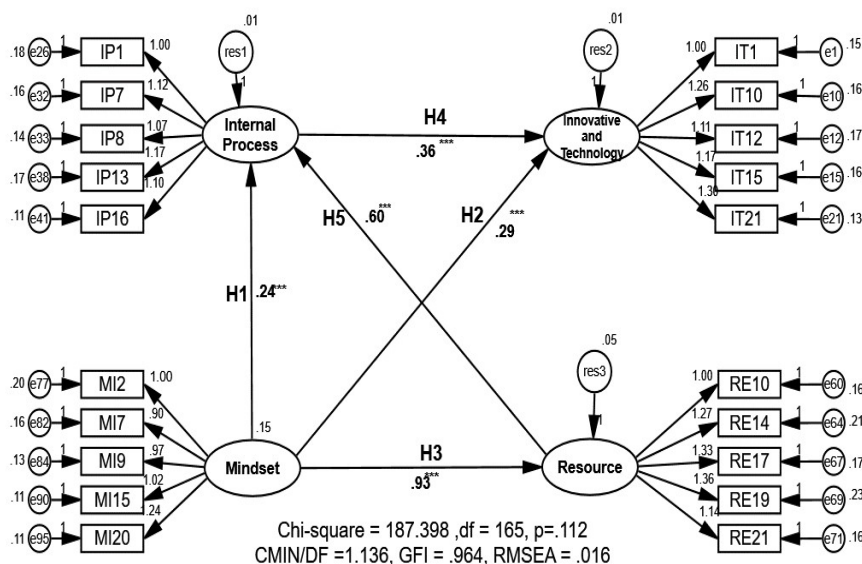 .01
res1
1
.01
res2
1
.18 e26 1 IP1 1.00
.16 e32 1 IP7 1.12
.14 e33 1 IP8 1.07
.17 e38 1 IP13 1.17
.11 e41 1 IP16 1.10
Internal
Process
H4
.36***
Innovative
and
Technology
1.00 IT1 1 e1 .15
1.26 IT10 1 e10 .16
1.11 IT12 1 e12 .17
1.17 IT15 1 e15 .16
1.30 IT21 1 e21 .13
H5
.60***
H2
***
.29
H1
.24***
.05
res3
1
.20 e77 1 MI2 1.00
.16 e82 1 MI7 .90
.13 e84 1 MI9 .97
.11 e90 1 MI15 1.02
.11 e95 1 MI20 1.24
.15
Mindset
H3
.93***
Resource
1.00 RE10 1 e60 .16
1.27 RE14 1 e64 .21
1.33 RE17 1 e67 .17
1.36 RE19 1 e69 .23
1.14 RE21 1 e71 .16
Chi-square = 187.398 ,df = 165, p=.112
CMIN/DF =1.136, GFI = .964, RMSEA = .016